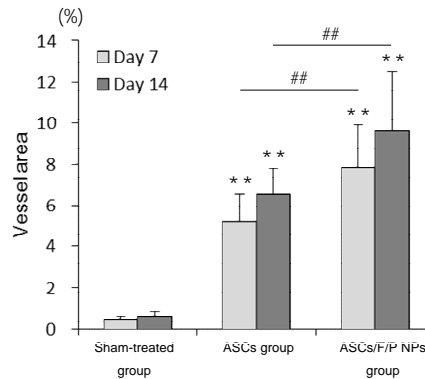 (%)
14
12
10
8
6
4
2
0
Vessel area
Day 7
Day 14
##
##
* *
* *
* *
* *
Sham-treated
group
ASCs group
ASCs/F/P NPs
group